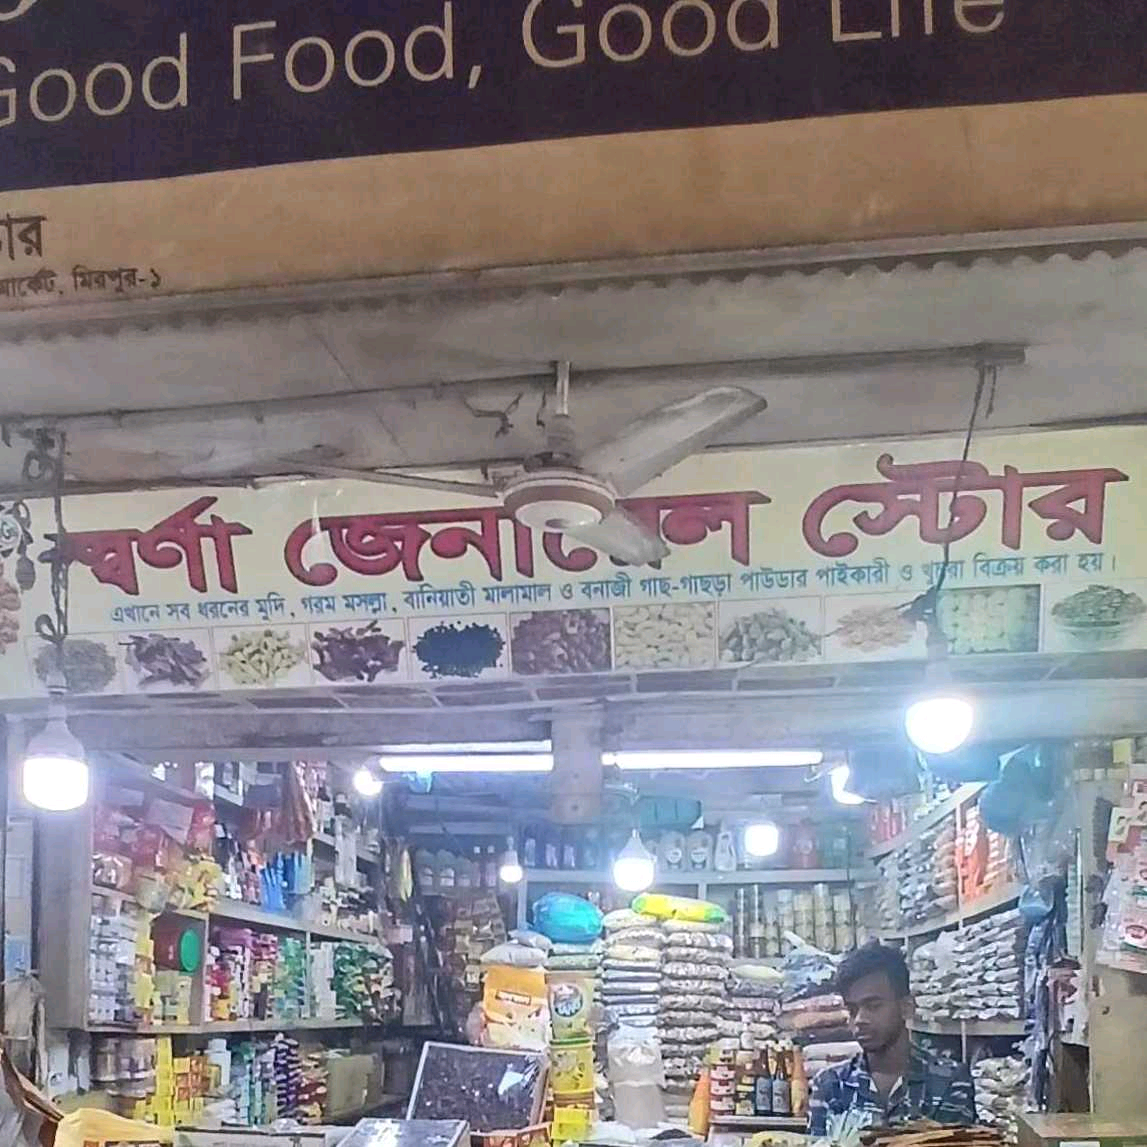 Good Food, Good Life
মার্কেট, মিরপুর-১
স্বর্ণা জেনারেল স্টোর
এখানে সব ধরনের মুদি, গরম মসল্লা, বানিয়াতী মালামাল ও বনাজী গাছ-গাছড়া পাউডার পাইকারী ও খুচরা বিক্রয় করা হয়।